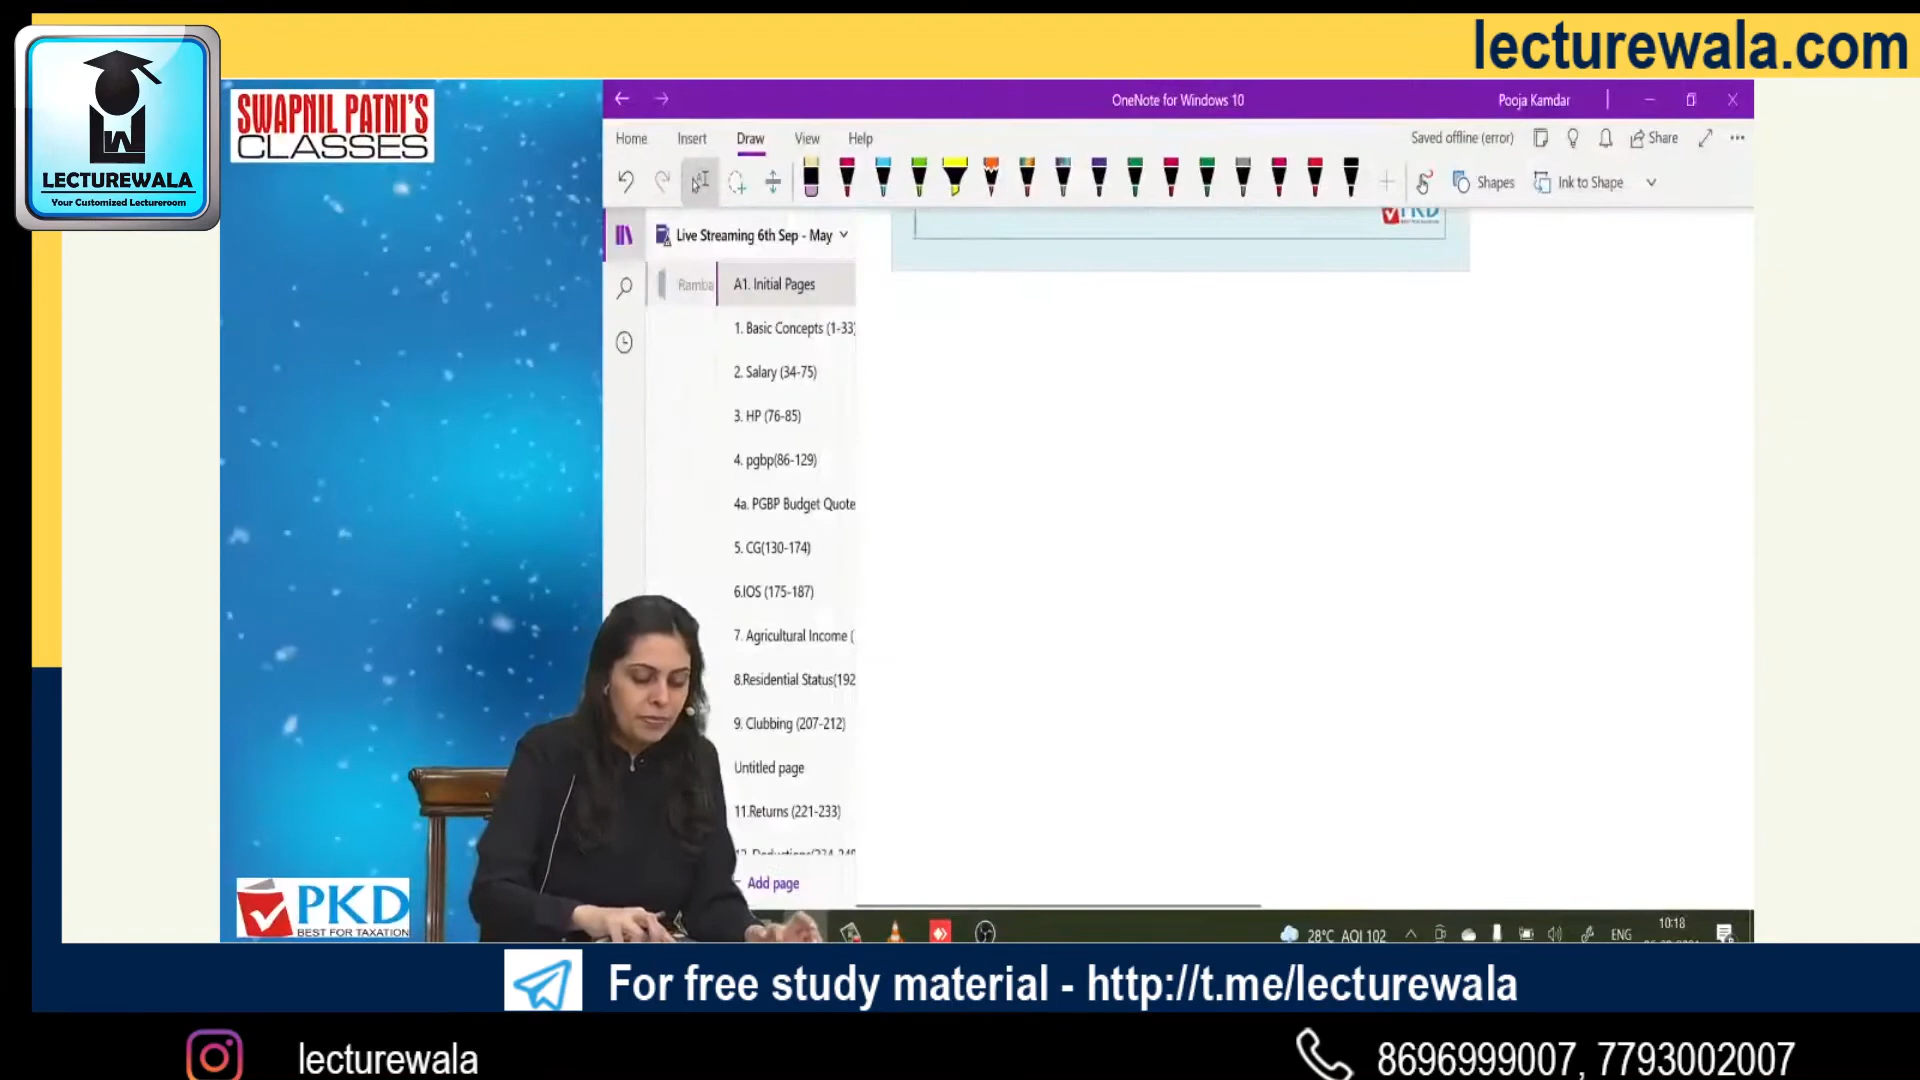 lecturewala.com
LW
LECTUREWALA
Your Customized Lectureroom
SWAPNIL PATNI'S
CLASSES
OneNote for Windows 10
Pooja Kamdar
Home Insert Draw View Help
Saved offline (error)
Share
Shapes
Ink to Shape
PKD
Live Streaming 6th Sep - May
Ramba
A1. Initial Pages
1. Basic Concepts (1-33)
2. Salary (34-75)
3. HP (76-85)
4. pgbp(86-129)
4a. PGBP Budget Quote
5. CG(130-174)
6.IOS (175-187)
7. Agricultural Income (
8.Residential Status(192
9. Clubbing (207-212)
Untitled page
11.Returns (221-233)
Add page
PKD
BEST FOR TAXATION
28°C AQI 102
ENG
10:18
For free study material - http://t.me/lecturewala
lecturewala
8696999007, 7793002007